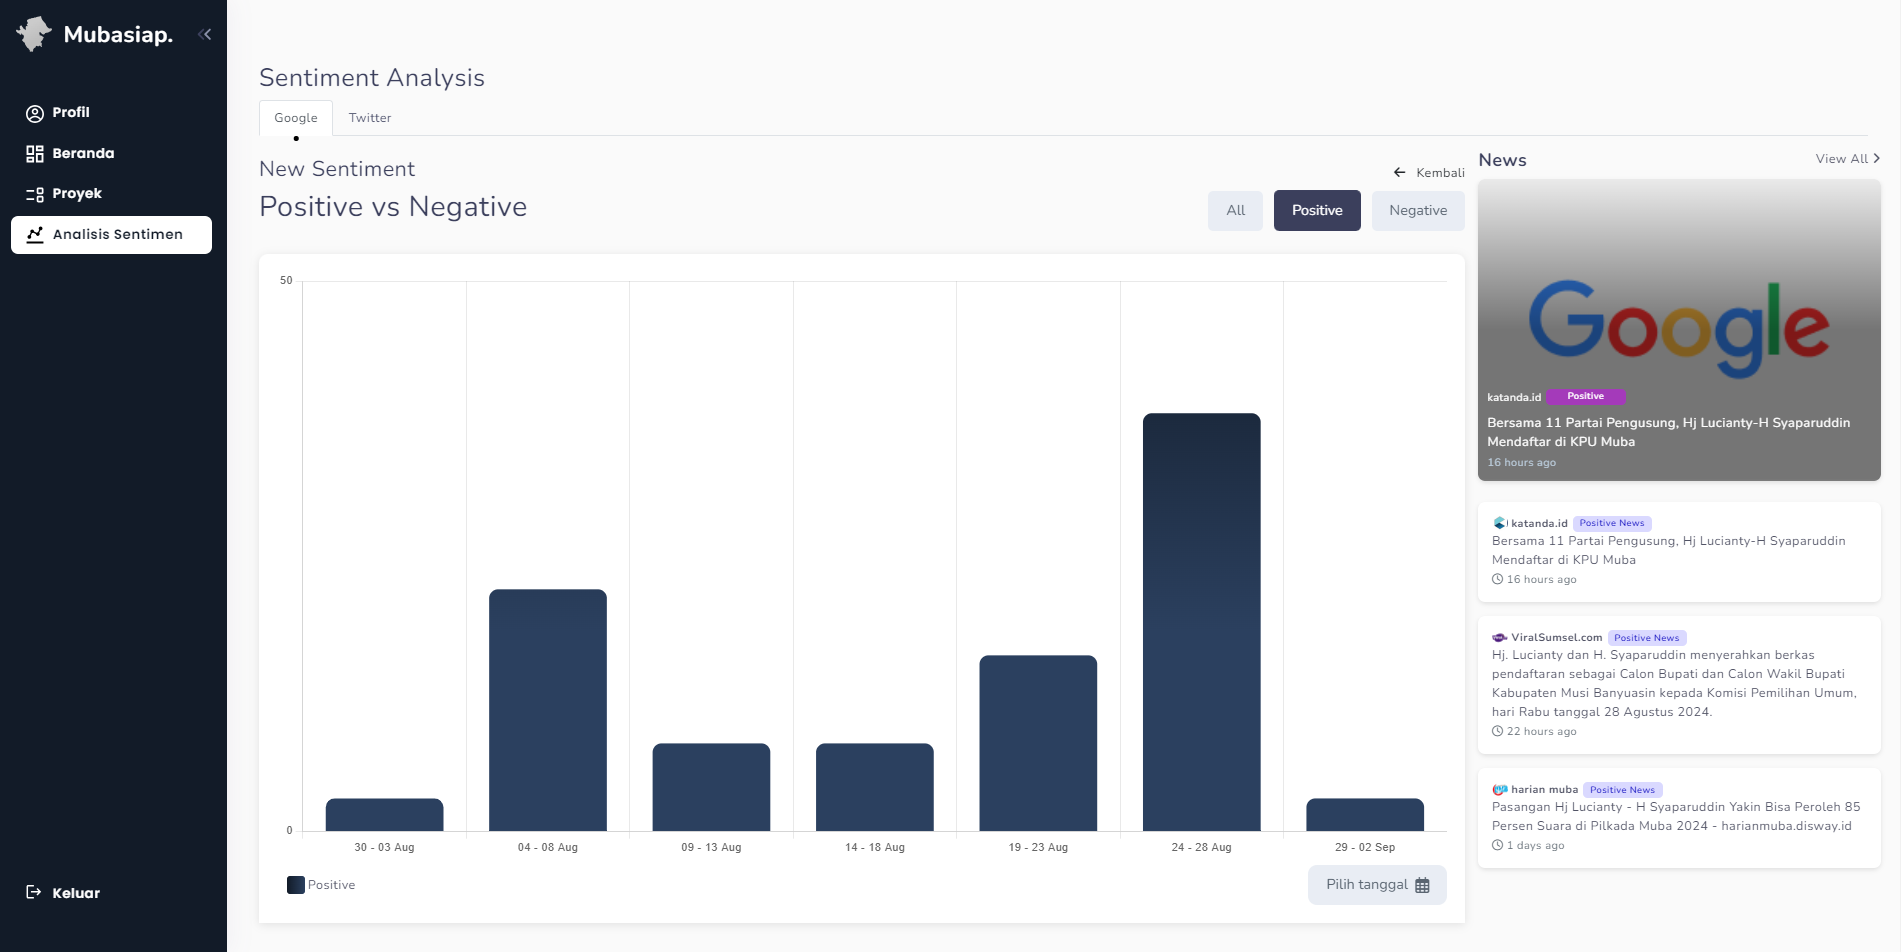 Mubasiap.
Profil
Beranda
Proyek
Analisis Sentimen
Keluar
Sentiment Analysis
Google
Twitter
New Sentiment
Positive vs Negative
Kembali
All
Positive
Negative
50
0
30 - 03 Aug
04 - 08 Aug
09 - 13 Aug
14 - 18 Aug
19 - 23 Aug
24 - 28 Aug
29 - 02 Sep
Positive
Pilih tanggal
News
View All
Google
katanda.id Positive
Bersama 11 Partai Pengusung, Hj Lucianty-H Syaparuddin
Mendaftar di KPU Muba
16 hours ago
katanda.id Positive News
Bersama 11 Partai Pengusung, Hj Lucianty-H Syaparuddin
Mendaftar di KPU Muba
16 hours ago
ViralSumsel.com Positive News
Hj. Lucianty dan H. Syaparuddin menyerahkan berkas
pendaftaran sebagai Calon Bupati dan Calon Wakil Bupati
Kabupaten Musi Banyuasin kepada Komisi Pemilihan Umum,
hari Rabu tanggal 28 Agustus 2024.
22 hours ago
harian muba Positive News
Pasangan Hj Lucianty - H Syaparuddin Yakin Bisa Peroleh 85
Persen Suara di Pilkada Muba 2024 - harianmuba.disway.id
1 days ago